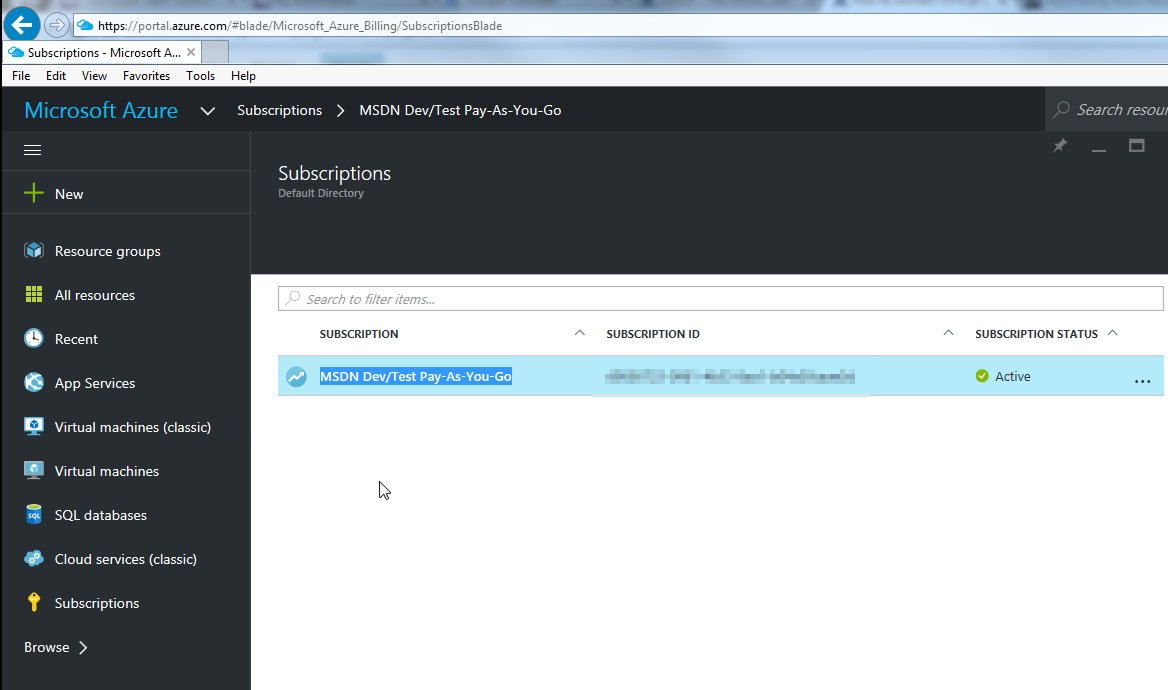 https://portal.azure.com/#blade/Microsoft_Azure_Billing/SubscriptionsBlade
Subscriptions - Microsoft A...
File Edit View Favorites Tools Help
Microsoft Azure Subscriptions MSDN Dev/Test Pay-As-You-Go Search resour
Subscriptions
Default Directory
New
Resource groups
All resources
Recent
App Services
Virtual machines (classic)
Virtual machines
SQL databases
Cloud services (classic)
Subscriptions
Browse
Search to filter items...
SUBSCRIPTION SUBSCRIPTION ID SUBSCRIPTION STATUS
MSDN Dev/Test Pay-As-You-Go Active ...